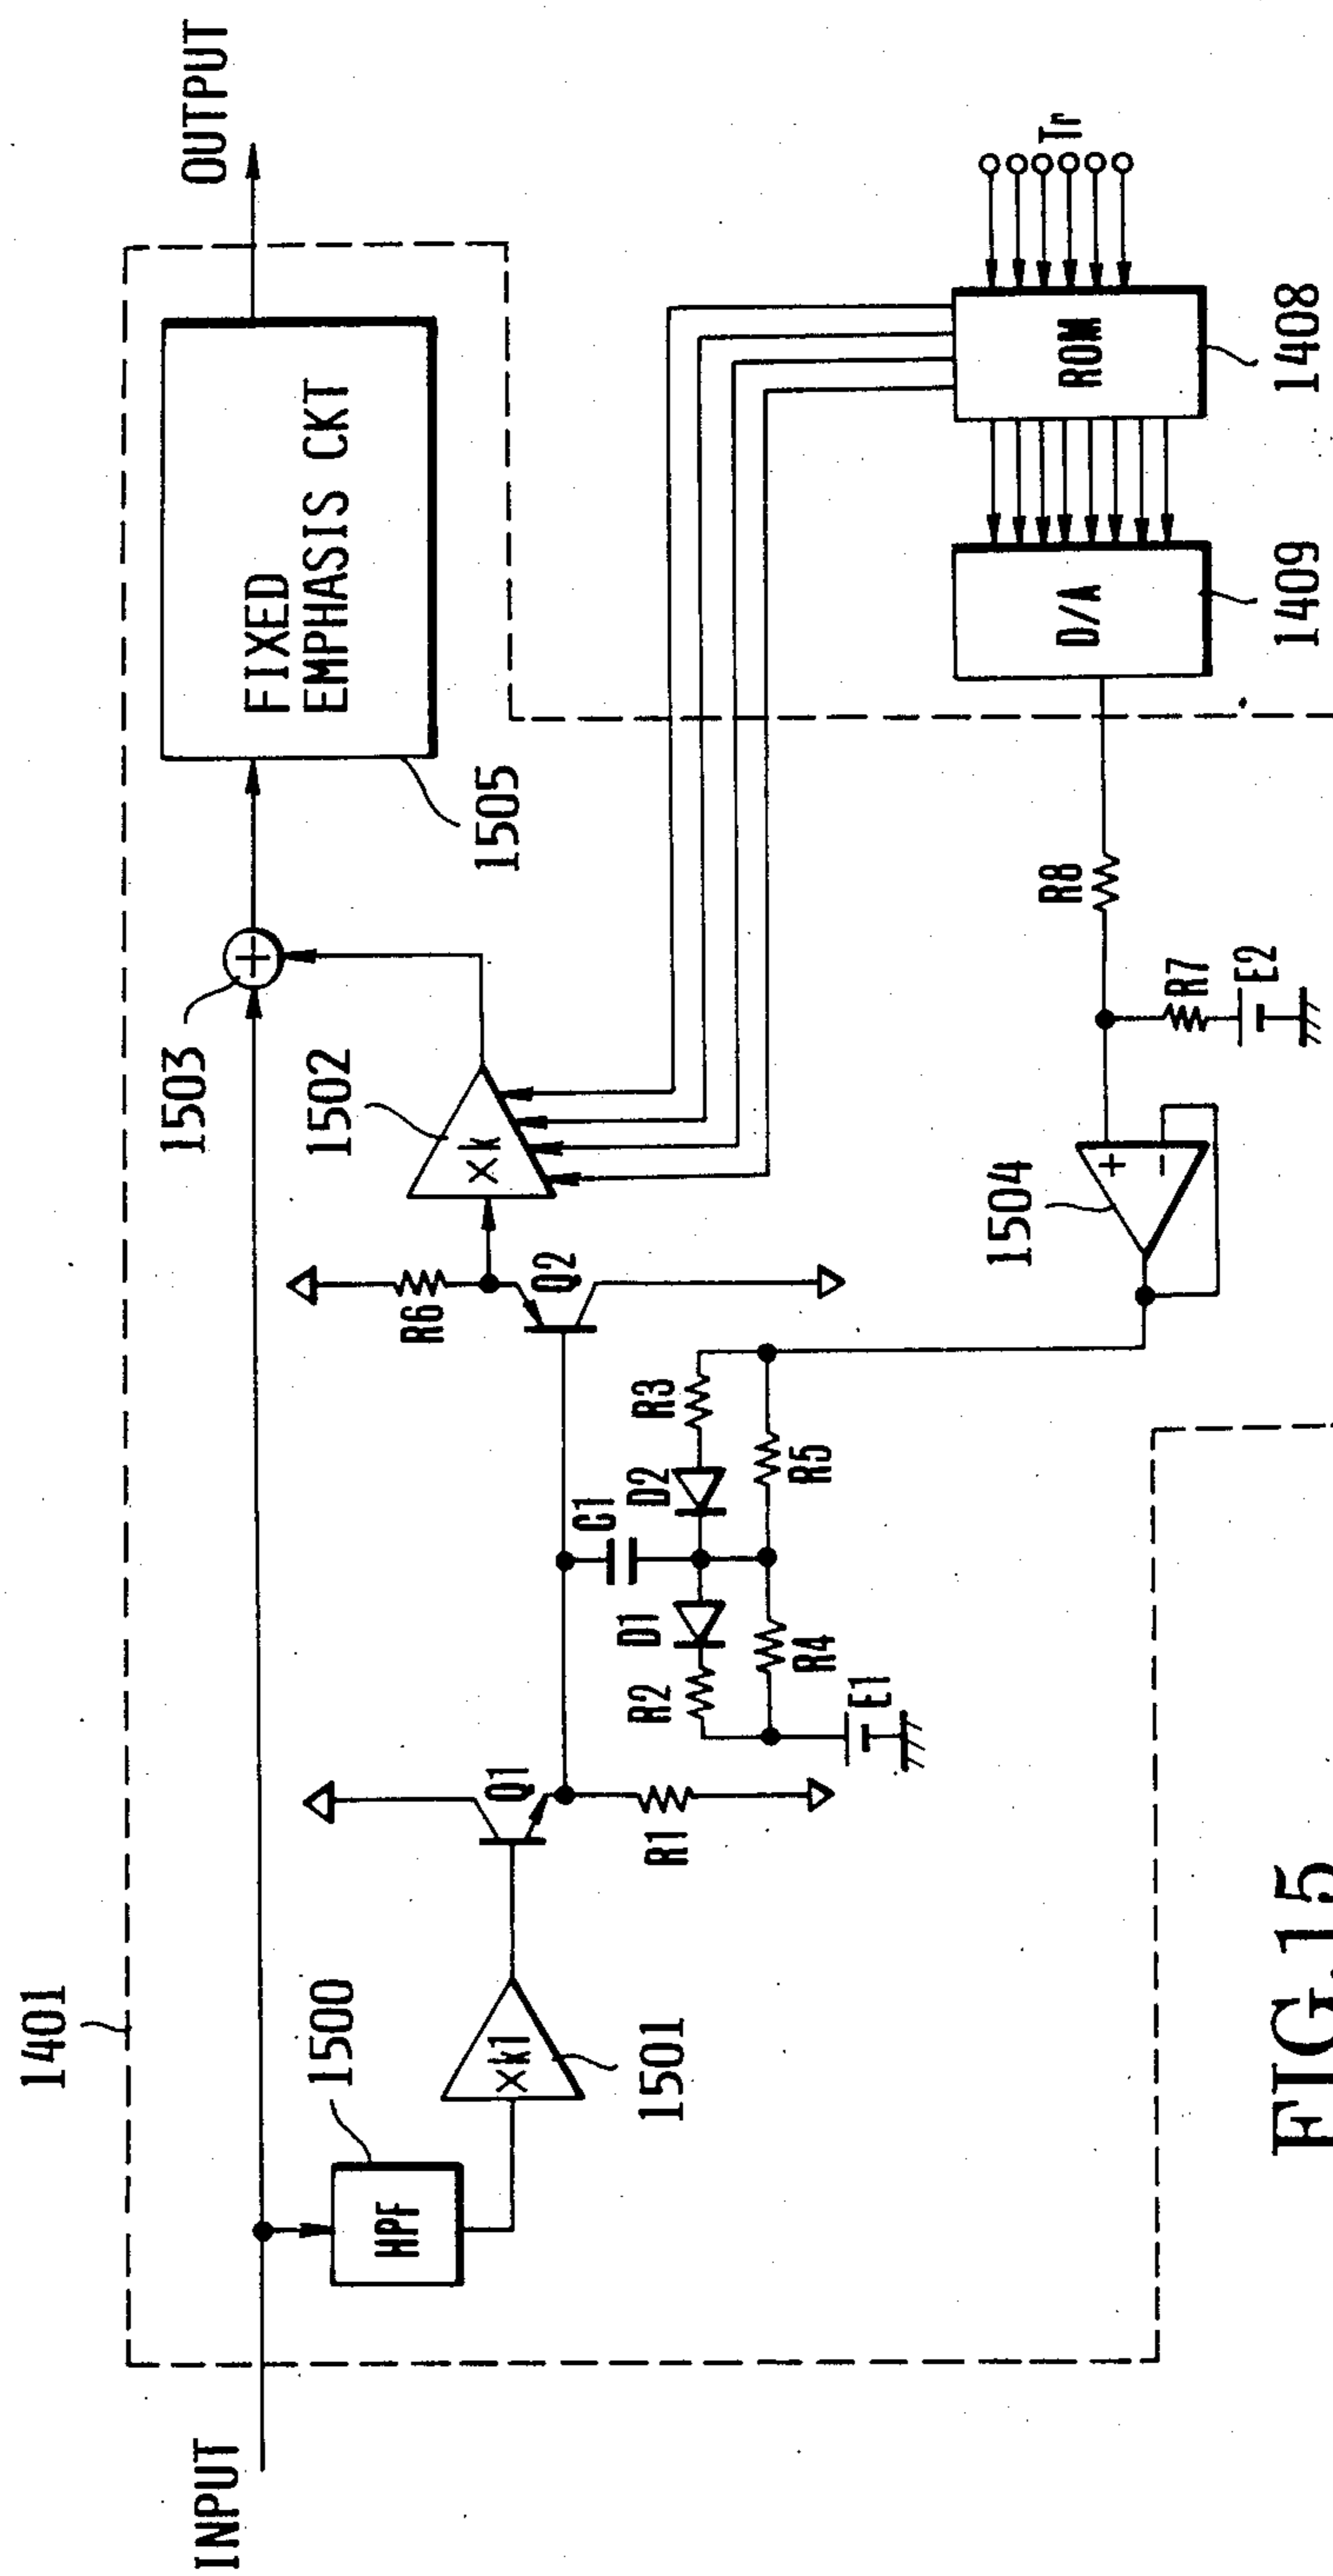 1401
INPUT
OUTPUT
1503
FIXED
EMPHASIS CKT
1505
1500
HPF
×k1
1501
Q1
R1
1502
×k
R6
Q2
C1
D1
D2
R2
R3
R4
R5
E1
1504
+
−
R7
E2
R8
D/A
1409
ROM
1408
Tr
FIG.15